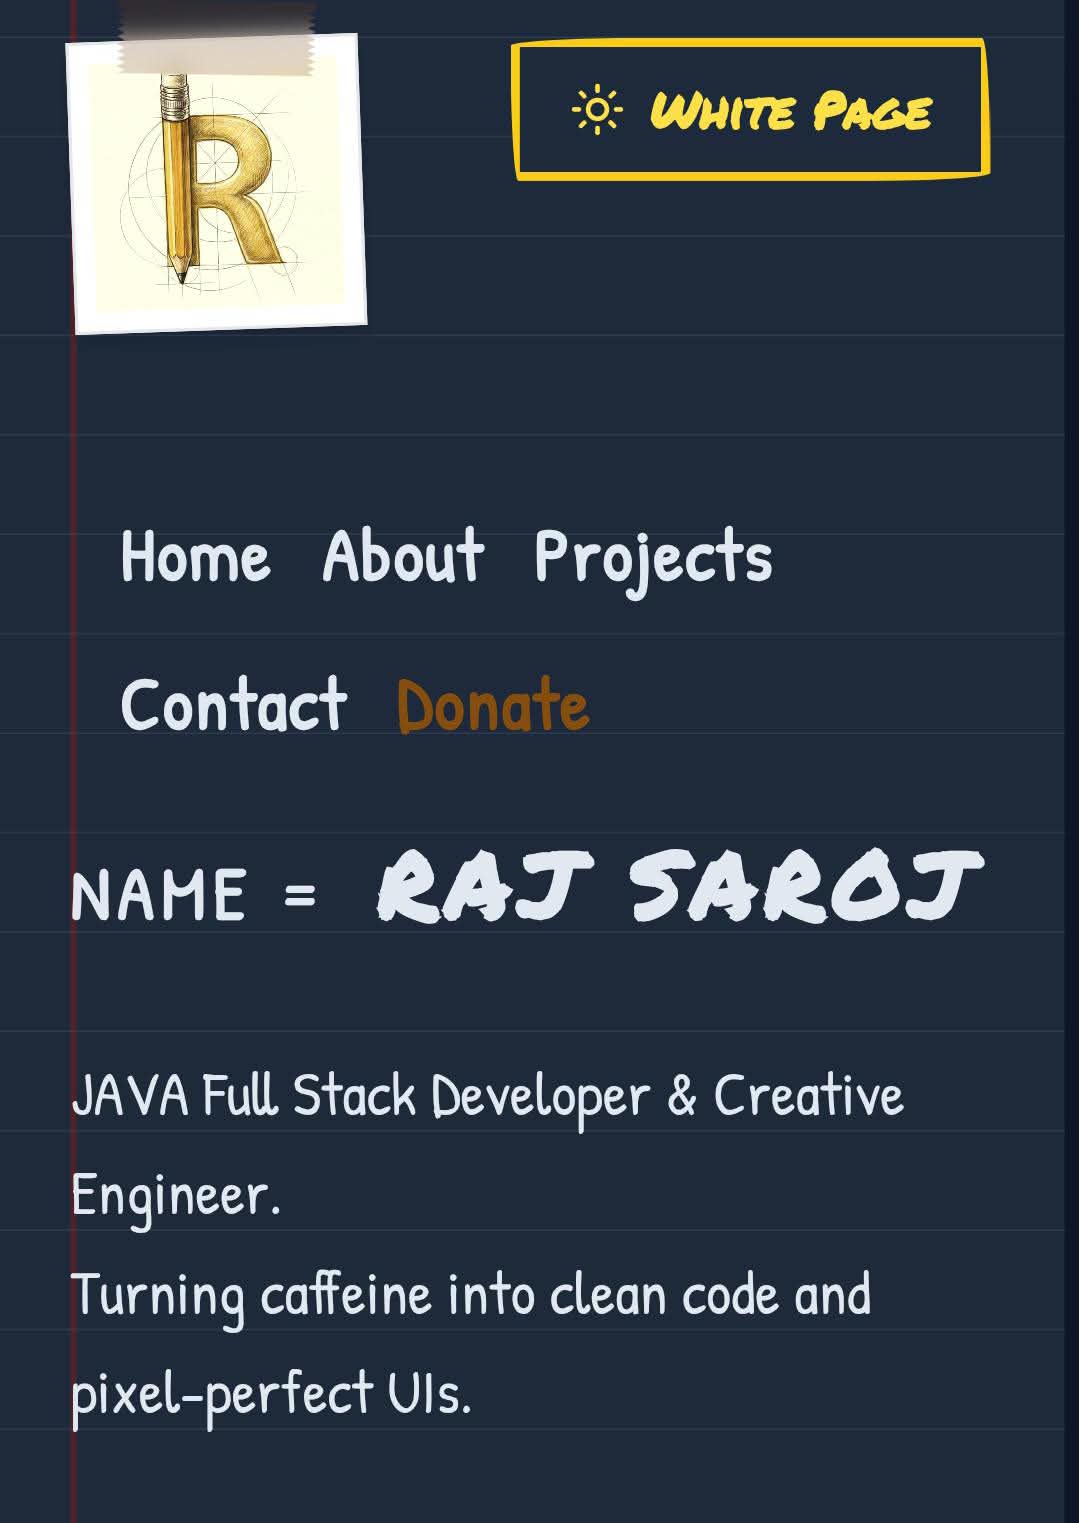 R
White Page
Home About Projects
Contact Donate
NAME = RAJ SAROJ
JAVA Full Stack Developer & Creative
Engineer.
Turning caffeine into clean code and
pixel-perfect UIs.